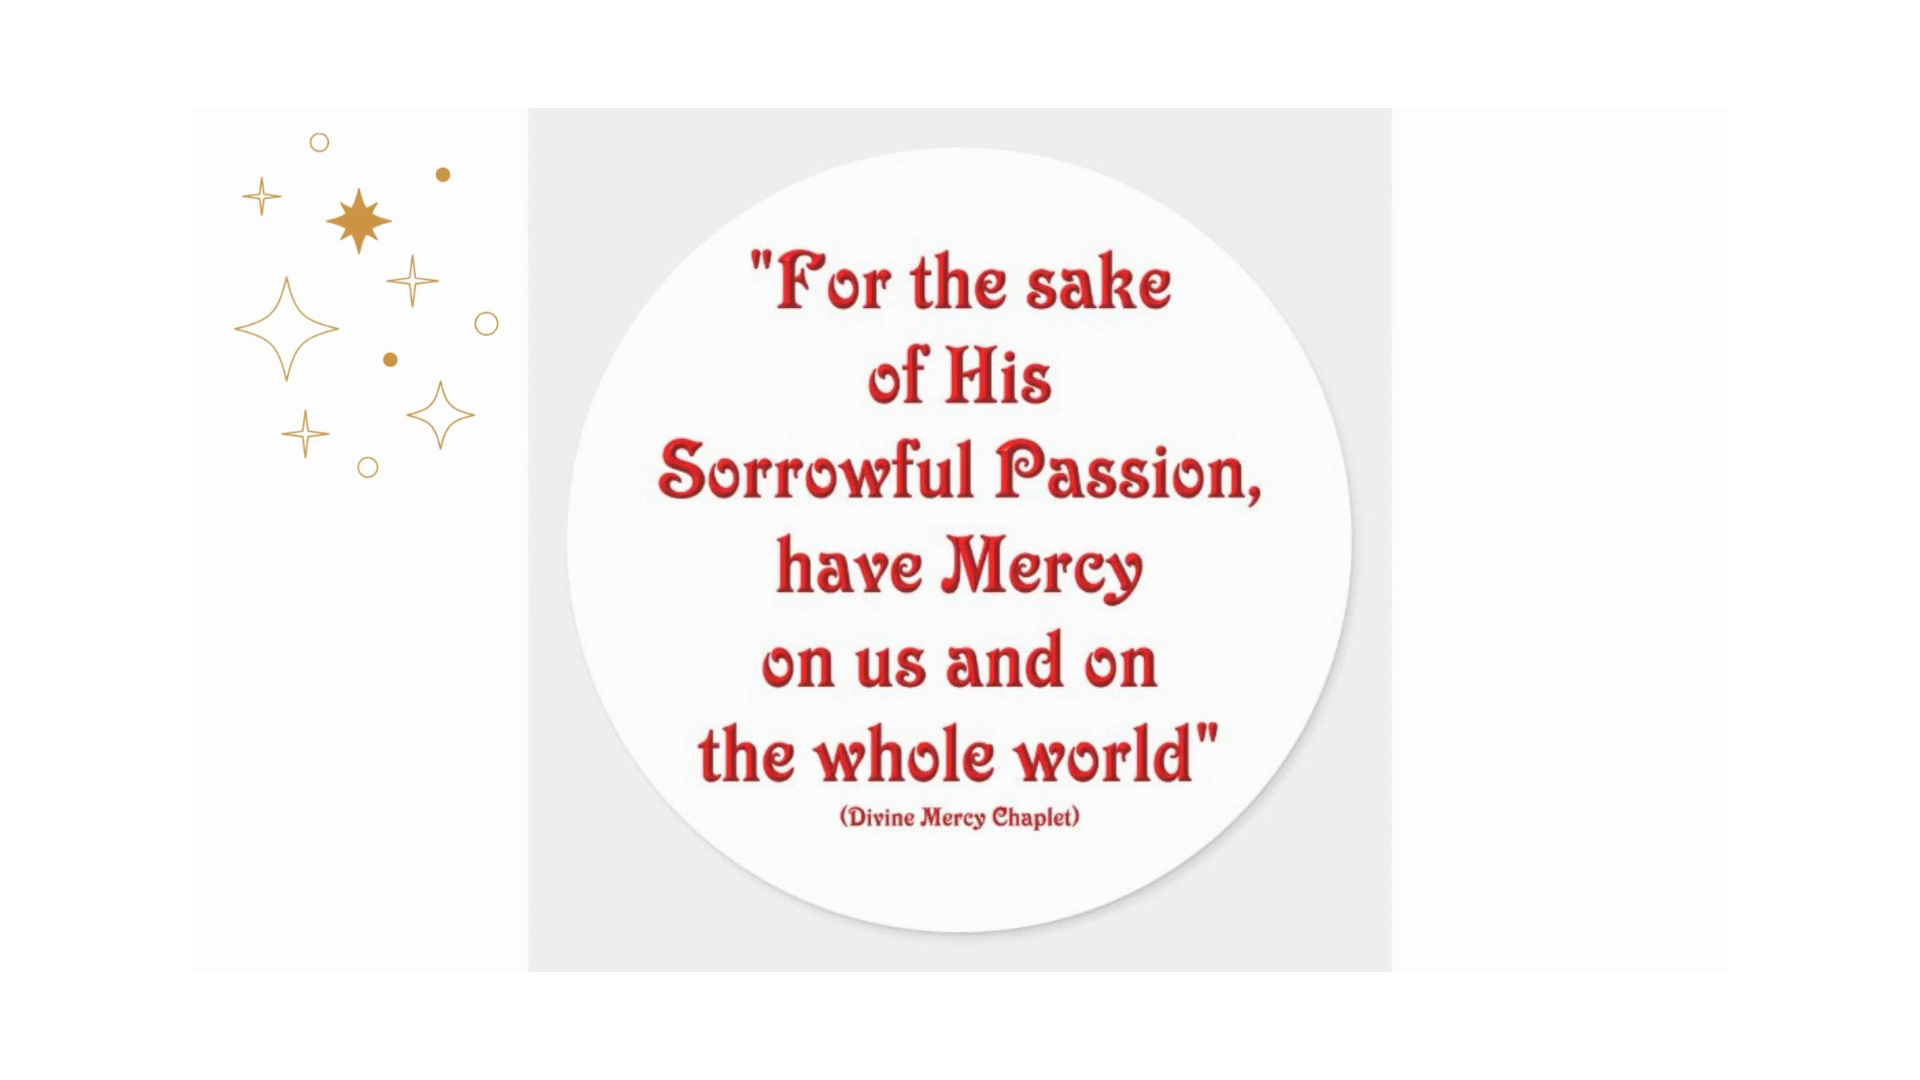 "For the sake
of His
Sorrowful Passion,
have Mercy
on us and on
the whole world"
(Divine Mercy Chaplet)